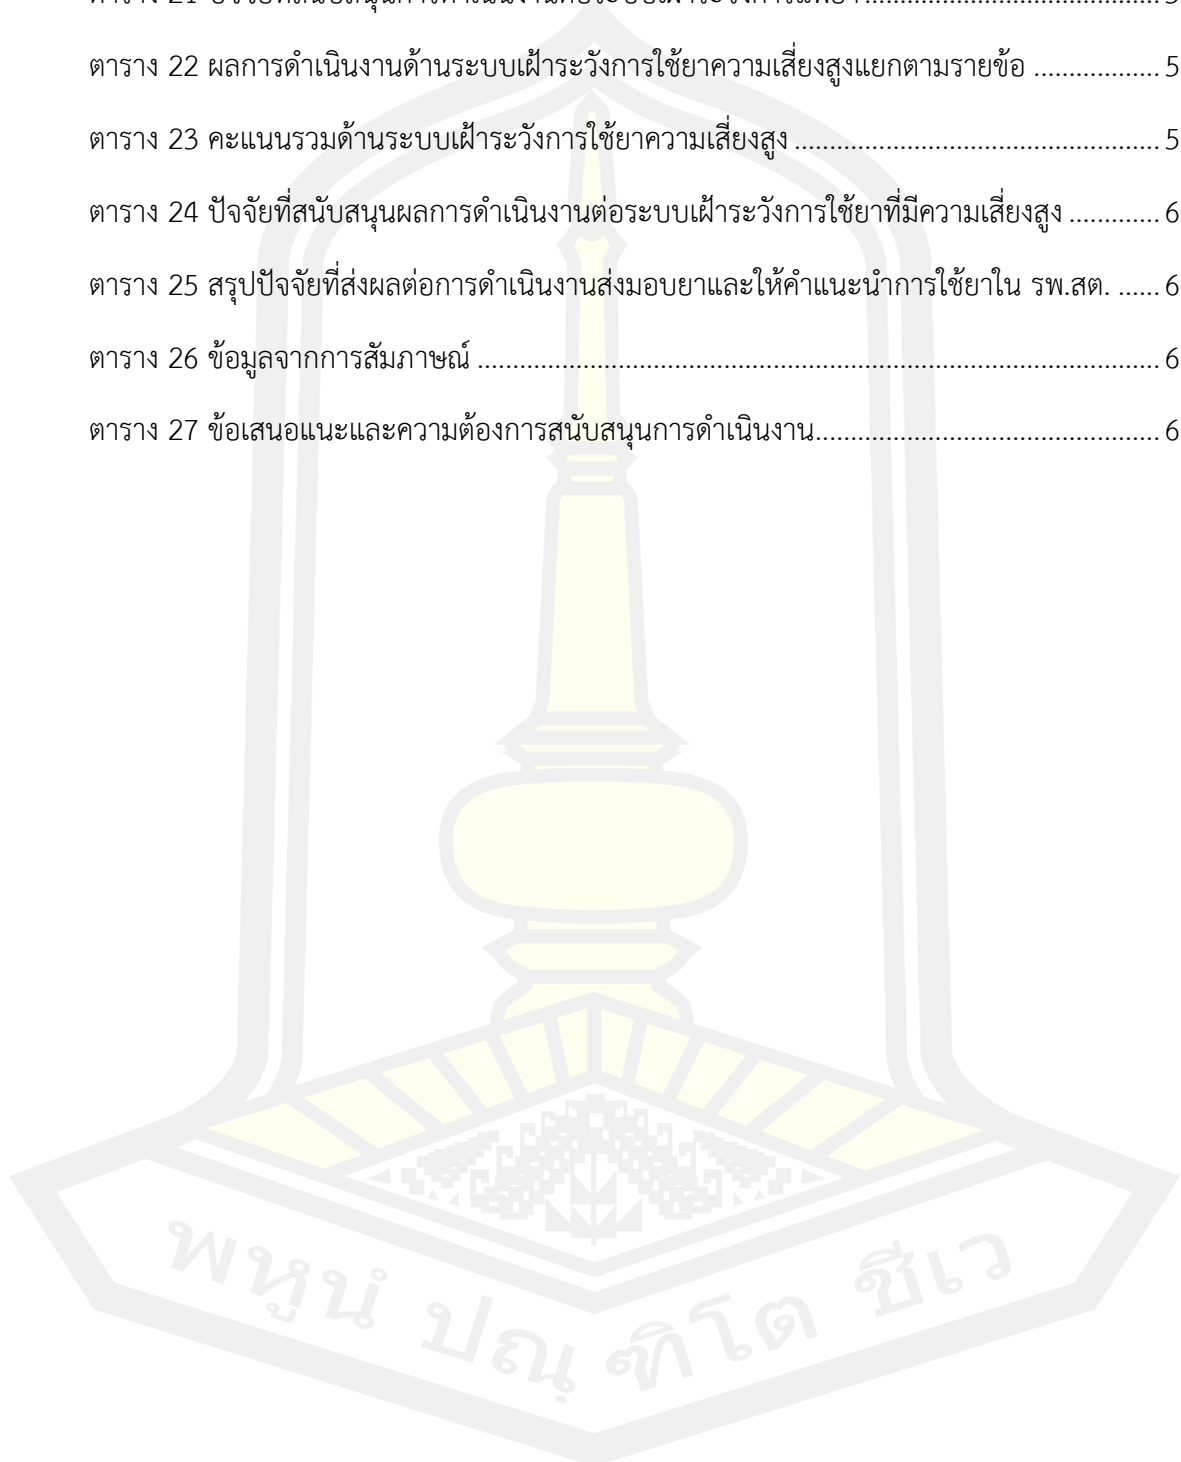 ตาราง 22 ผลการดำเนินงานด้านระบบเฝ้าระวังการใช้ยาความเสี่ยงสูงแยกตามรายข้อ .................. 5
ตาราง 23 คะแนนรวมด้านระบบเฝ้าระวังการใช้ยาความเสี่ยงสูง .................................................... 5
ตาราง 24 ปัจจัยที่สนับสนุนผลการดำเนินงานต่อระบบเฝ้าระวังการใช้ยาที่มีความเสี่ยงสูง ............. 6
ตาราง 25 สรุปปัจจัยที่ส่งผลต่อการดำเนินงานส่งมอบยาและให้คำแนะนำการใช้ยาใน รพ.สต. ...... 6
ตาราง 26 ข้อมูลจากการสัมภาษณ์ ................................................................................................. 6
ตาราง 27 ข้อเสนอแนะและความต้องการสนับสนุนการดำเนินงาน................................................. 6
พหูนํ ปณฺฑิโต ชีเว